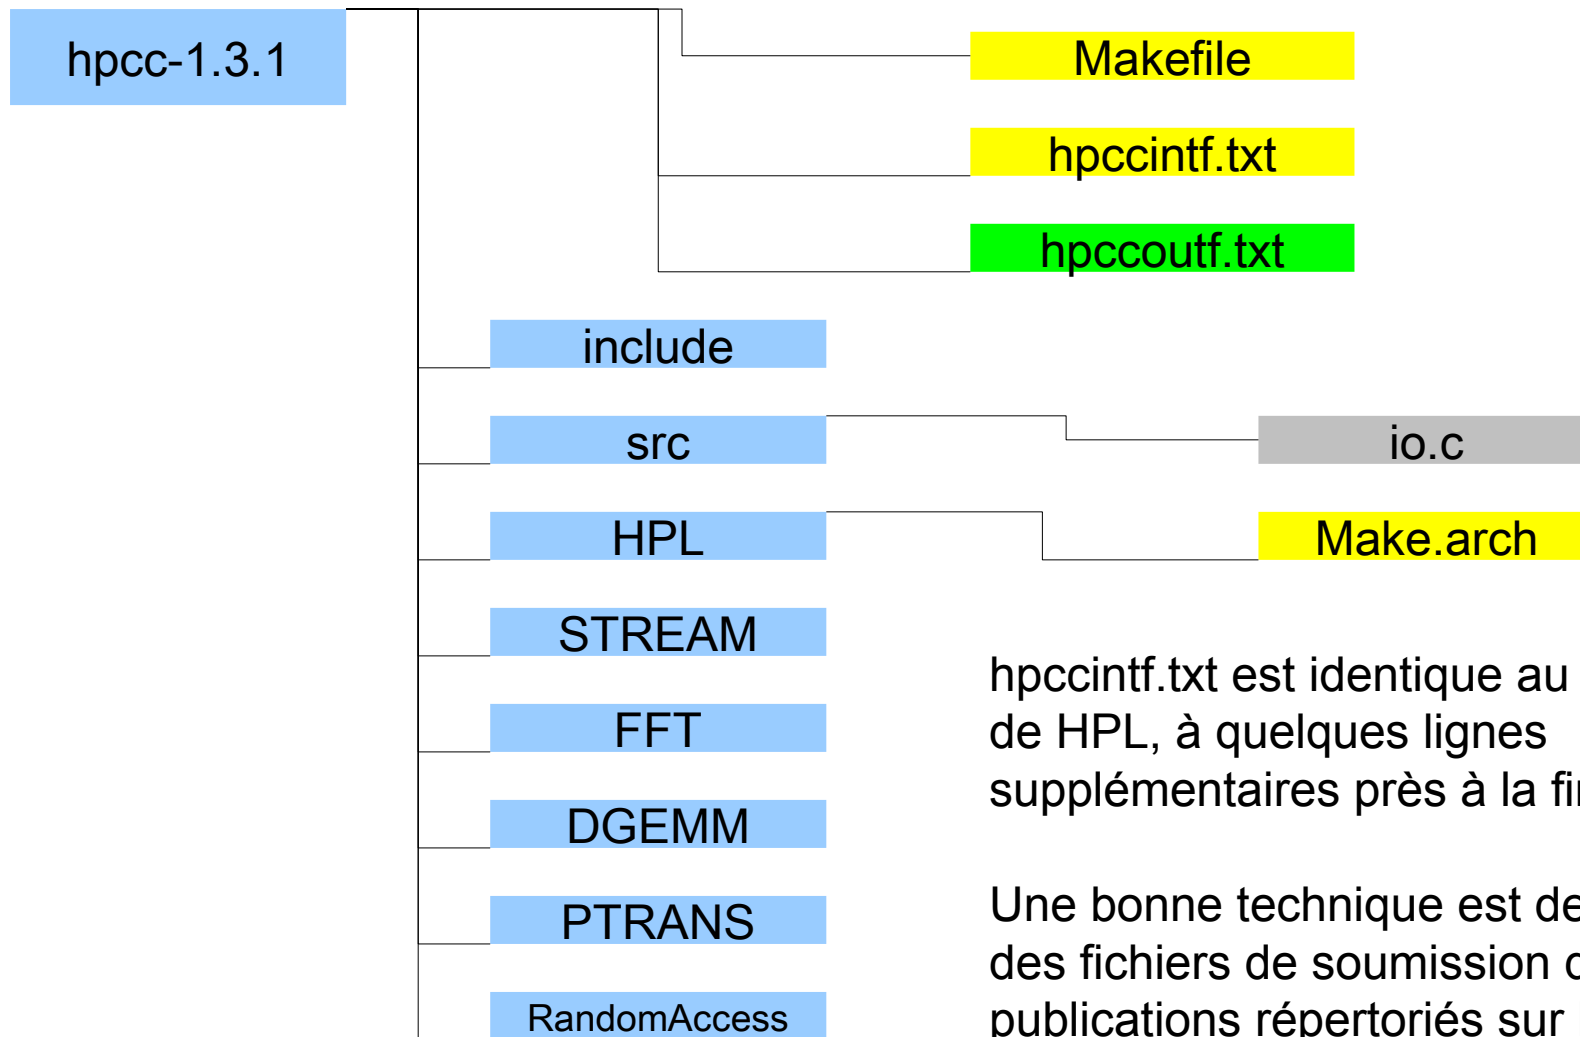 hpcc-1.3.1
Makefile
hpccintf.txt
hpccoutf.txt
include
src
io.c
HPL
Make.arch
STREAM
FFT
DGEMM
PTRANS
RandomAccess
hpccintf.txt est identique au
de HPL, à quelques lignes
supplémentaires près à la
Une bonne technique est
des fichiers de soumission
publications répertoriés sur